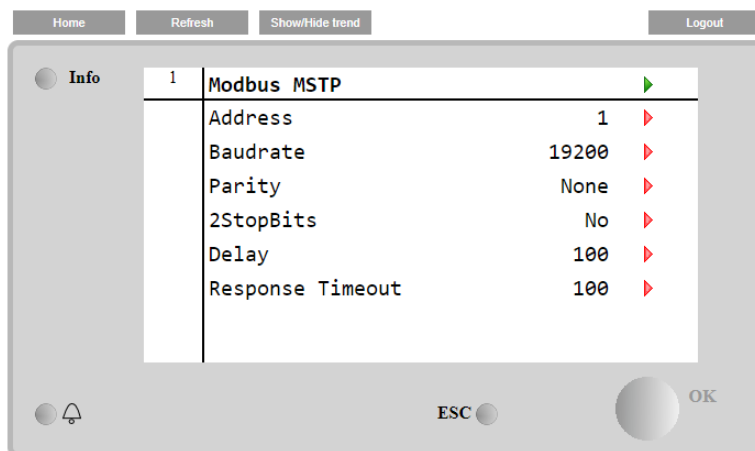 Home Refresh Show/Hide trend Logout
Info
1 Modbus MSTP
Address 1
Baudrate 19200
Parity None
2StopBits No
Delay 100
Response Timeout 100
ESC OK